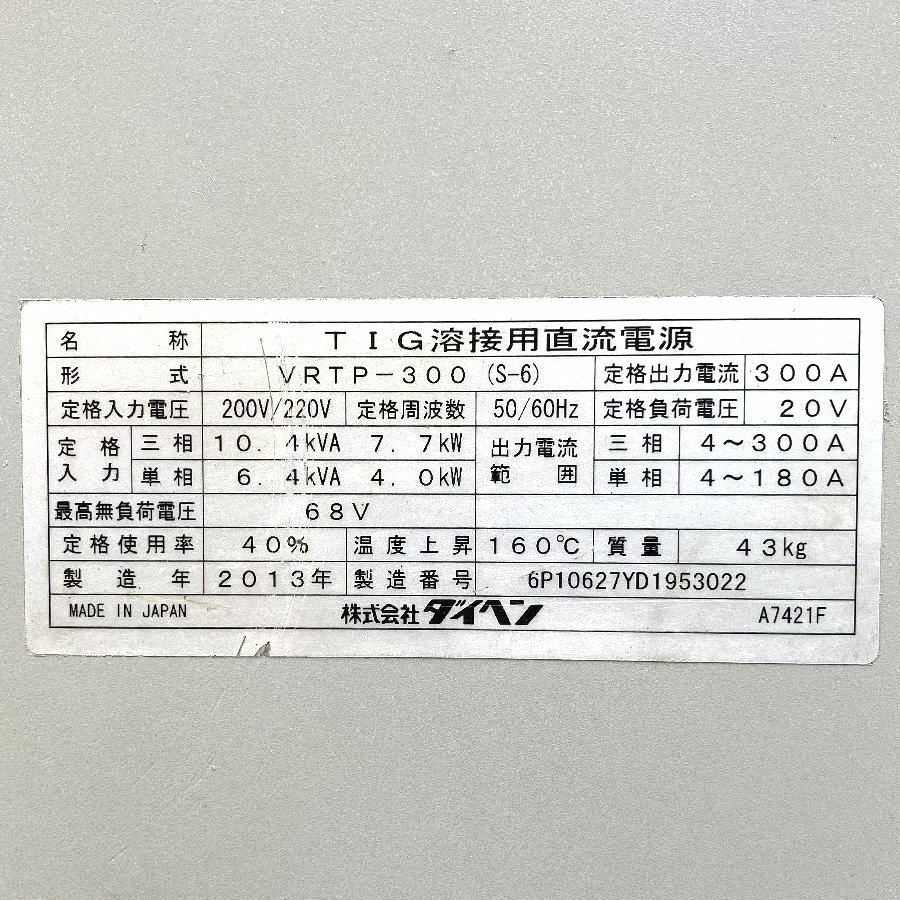 名称 TIG溶接用直流電源
形式 VRTP-300 (S-6) 定格出力電流 300A
定格入力電圧 200V/220V 定格周波数 50/60Hz 定格負荷電圧 20V
定格入力 三相 10.4kVA 7.7kW 出力電流範囲 三相 4~300A
単相 6.4kVA 4.0kW 単相 4~180A
最高無負荷電圧 68V
定格使用率 40% 温度上昇 160℃ 質量 43kg
製造年 2013年 製造番号 6P10627YD1953022
MADE IN JAPAN 株式会社ダイヘン A7421F